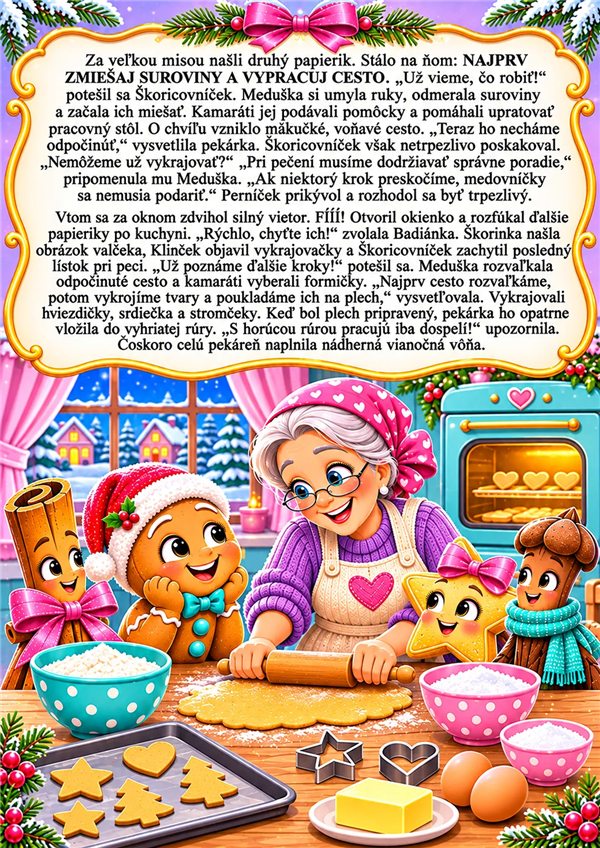 Za veľkou misou našli druhý papierik. Stálo na ňom: NAJPRV
ZMIEŠAJ SUROVINY A VYPRACUJ CESTO. „Už vieme, čo robiť!“
potešil sa Škoricovníček. Meduška si umyla ruky, odmerala suroviny
a začala ich miešať. Kamaráti jej podávali pomôcky a pomáhali upratovať
pracovný stôl. O chvíľu vzniklo mäkučké, voňavé cesto. „Teraz ho necháme
odpočinúť,“ vysvetlila pekárka. Škoricovníček však netrpezlivo poskakoval.
„Nemôžeme už vykrajovať?“ „Pri pečení musíme dodržiavať správne poradie,“
pripomenula mu Meduška. „Ak niektorý krok preskočíme, medovníčky
sa nemusia podariť.“ Perníček prikývol a rozhodol sa byť trpezlivý.
Vtom sa za oknom zdvihol silný vietor. FÍÍÍ! Otvoril okienko a rozfúkal ďalšie
papieriky po kuchyni. „Rýchlo, chyťte ich!“ zvolala Badiánka. Škorinka našla
obrázok valčeka, Klinček objavil vykrajovačky a Škoricovníček zachytil posledný
lístok pri peci. „Už poznáme ďalšie kroky!“ potešil sa. Meduška rozvaľkala
odpočinuté cesto a kamaráti vyberali formičky. „Najprv cesto rozvaľkáme,
potom vykrojíme tvary a poukladáme ich na plech,“ vysvetľovala. Vykrajovali
hviezdičky, srdiečka a stromčeky. Keď bol plech pripravený, pekárka ho opatrne
vložila do vyhriatej rúry. „S horúcou rúrou pracujú iba dospelí!“ upozornila.
Čoskoro celú pekáreň naplnila nádherná vianočná vôňa.